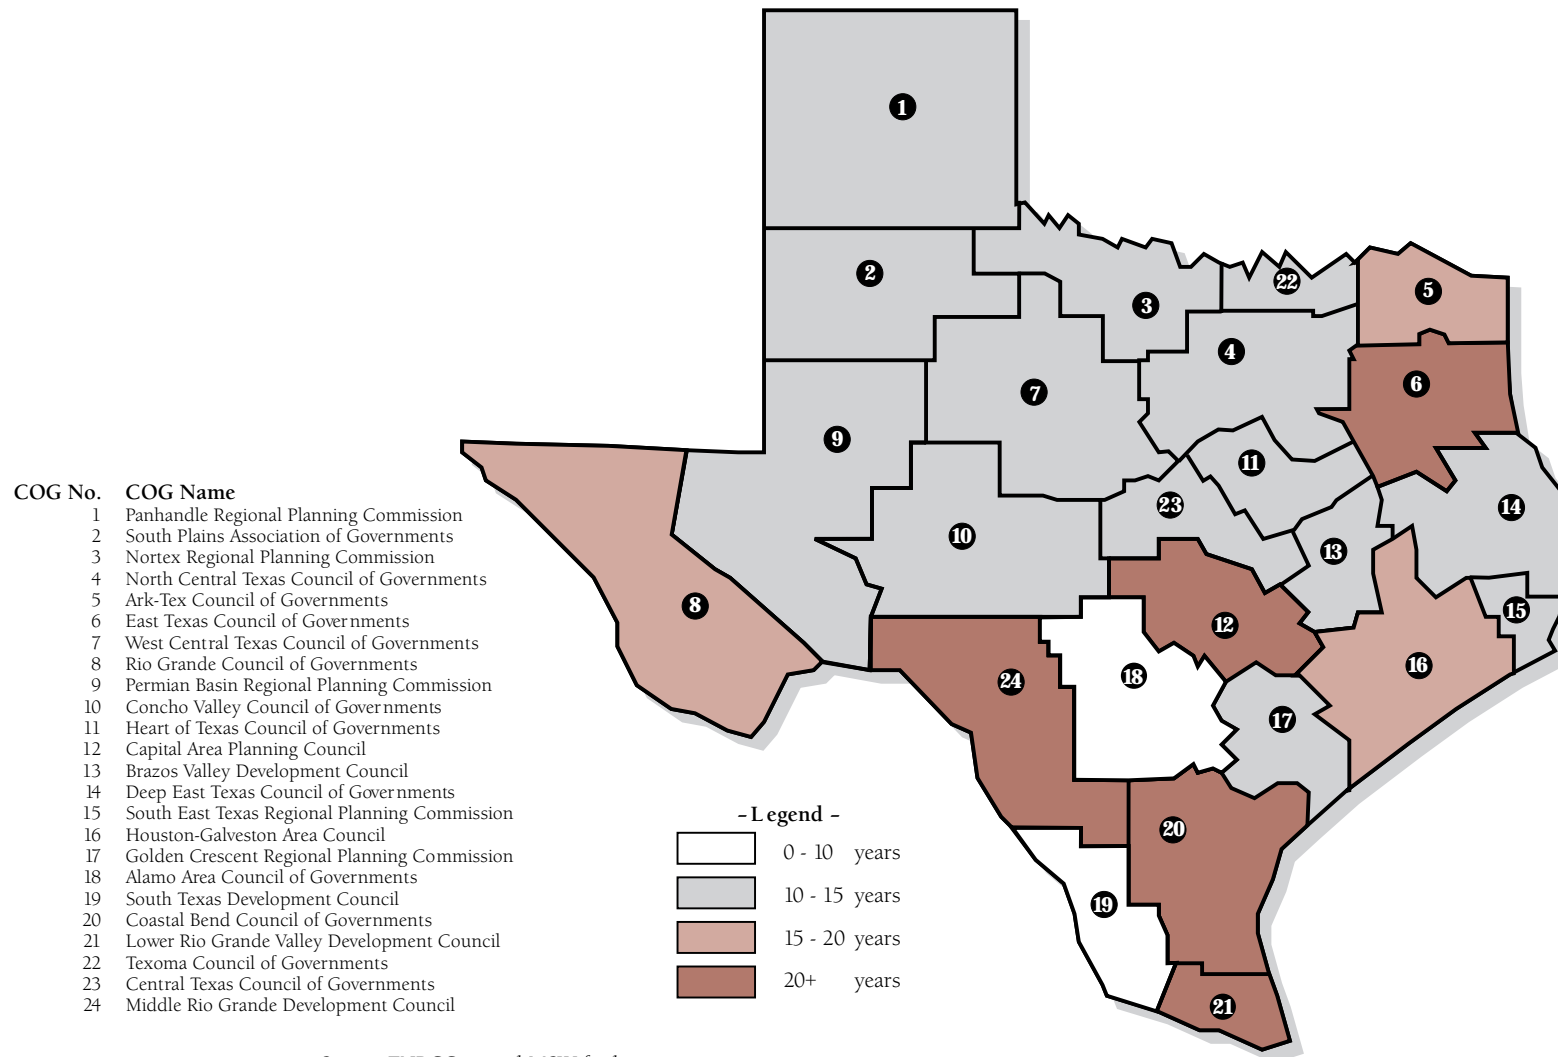 1
2
3
22
5
4
6
7
9
11
23
14
10
13
8
15
12
16
24
18
17
20
19
21
COG No. COG Name
1 Panhandle Regional Planning Commission
2 South Plains Association of Governments
3 Nortex Regional Planning Commission
4 North Central Texas Council of Governments
5 Ark-Tex Council of Governments
6 East Texas Council of Governments
7 West Central Texas Council of Governments
8 Rio Grande Council of Governments
9 Permian Basin Regional Planning Commission
10 Concho Valley Council of Governments
11 Heart of Texas Council of Governments
12 Capital Area Planning Council
13 Brazos Valley Development Council
14 Deep East Texas Council of Governments
15 South East Texas Regional Planning Commission
16 Houston-Galveston Area Council
17 Golden Crescent Regional Planning Commission
18 Alamo Area Council of Governments
19 South Texas Development Council
20 Coastal Bend Council of Governments
21 Lower Rio Grande Valley Development Council
22 Texoma Council of Governments
23 Central Texas Council of Governments
24 Middle Rio Grande Development Council
- Legend -
0 - 10 years
10 - 15 years
15 - 20 years
20+ years